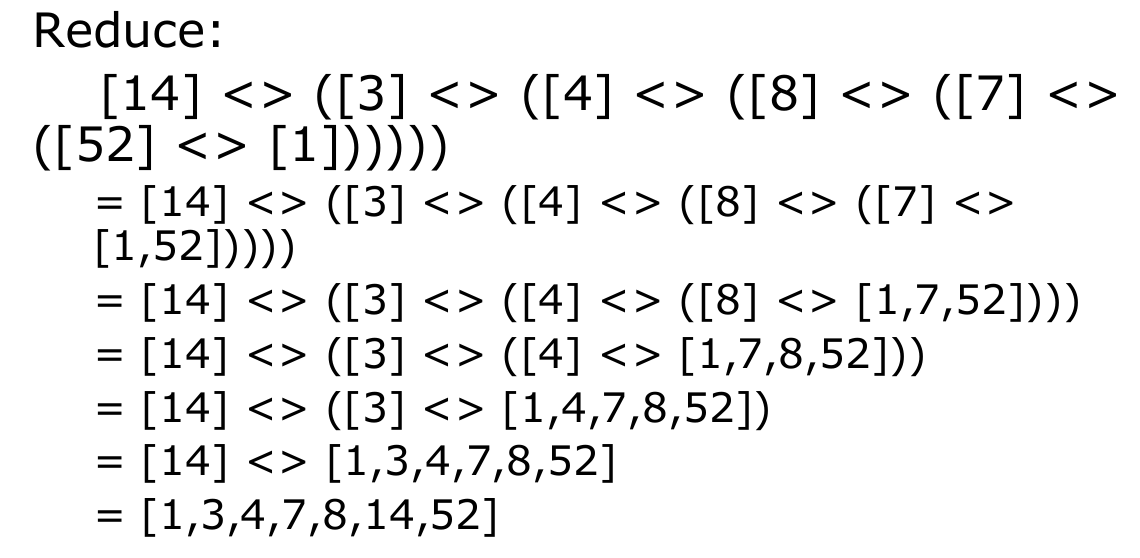 Reduce:
[14] <> ([3] <> ([4] <> ([8] <> ([7] <>
([52] <> [1]))))))
= [14] <> ([3] <> ([4] <> ([8] <> ([7] <>
[1,52]))))
= [14] <> ([3] <> ([4] <> ([8] <> [1,7,52])))
= [14] <> ([3] <> ([4] <> [1,7,8,52]))
= [14] <> ([3] <> [1,4,7,8,52])
= [14] <> [1,3,4,7,8,52]
= [1,3,4,7,8,14,52]